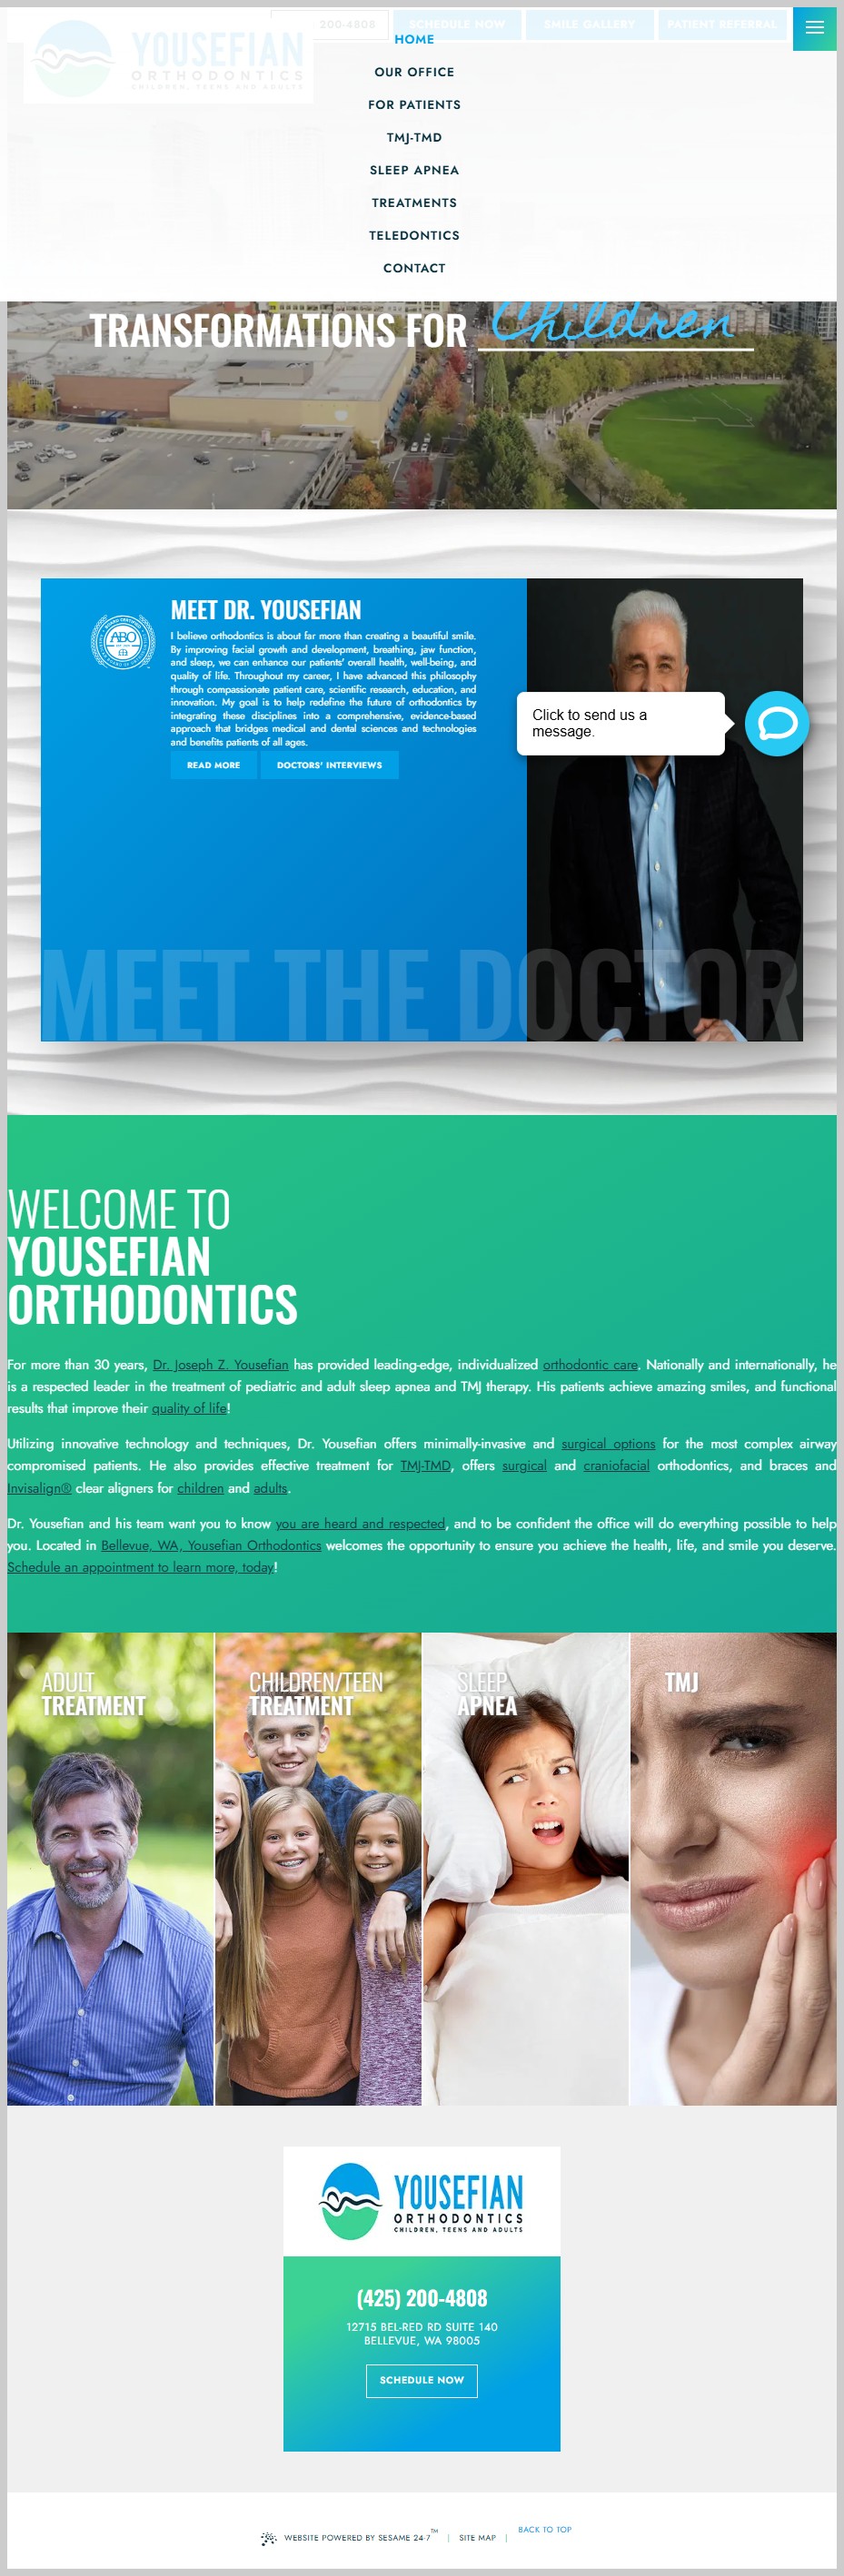 200-4808
SCHEDULE NOW
SMILE GALLERY
PATIENT REFERRAL
YOUSEFIAN
ORTHODONTICS
CHILDREN, TEENS AND ADULTS
HOME
OUR OFFICE
FOR PATIENTS
TMJ-TMD
SLEEP APNEA
TREATMENTS
TELEDONTICS
CONTACT
TRANSFORMATIONS FOR Children
MEET DR. YOUSEFIAN
ABO
I believe orthodontics is about far more than creating a beautiful smile.
By improving facial growth and development, breathing, jaw function,
and sleep, we can enhance our patients' overall health, well-being, and
quality of life. Throughout my career, I have advanced this philosophy
through compassionate patient care, scientific research, education, and
innovation. My goal is to help redefine the future of orthodontics by
integrating these disciplines into a comprehensive, evidence-based
approach that bridges medical and dental sciences and technologies
and benefits patients of all ages.
READ MORE
DOCTORS' INTERVIEWS
Click to send us a
message.
MEET THE DOCTOR
WELCOME TO
YOUSEFIAN
ORTHODONTICS
For more than 30 years, Dr. Joseph Z. Yousefian has provided leading-edge, individualized orthodontic care. Nationally and internationally, he
is a respected leader in the treatment of pediatric and adult sleep apnea and TMJ therapy. His patients achieve amazing smiles, and functional
results that improve their quality of life!
Utilizing innovative technology and techniques, Dr. Yousefian offers minimally-invasive and surgical options for the most complex airway
compromised patients. He also provides effective treatment for TMJ-TMD, offers surgical and craniofacial orthodontics, and braces and
Invisalign® clear aligners for children and adults.
Dr. Yousefian and his team want you to know you are heard and respected, and to be confident the office will do everything possible to help
you. Located in Bellevue, WA, Yousefian Orthodontics welcomes the opportunity to ensure you achieve the health, life, and smile you deserve.
Schedule an appointment to learn more, today!
ADULT
TREATMENT
CHILDREN/TEEN
TREATMENT
SLEEP
APNEA
TMJ
YOUSEFIAN
ORTHODONTICS
CHILDREN, TEENS AND ADULTS
(425) 200-4808
12715 BEL-RED RD SUITE 140
BELLEVUE, WA 98005
SCHEDULE NOW
WEBSITE POWERED BY SESAME 24-7™ | SITE MAP | BACK TO TOP